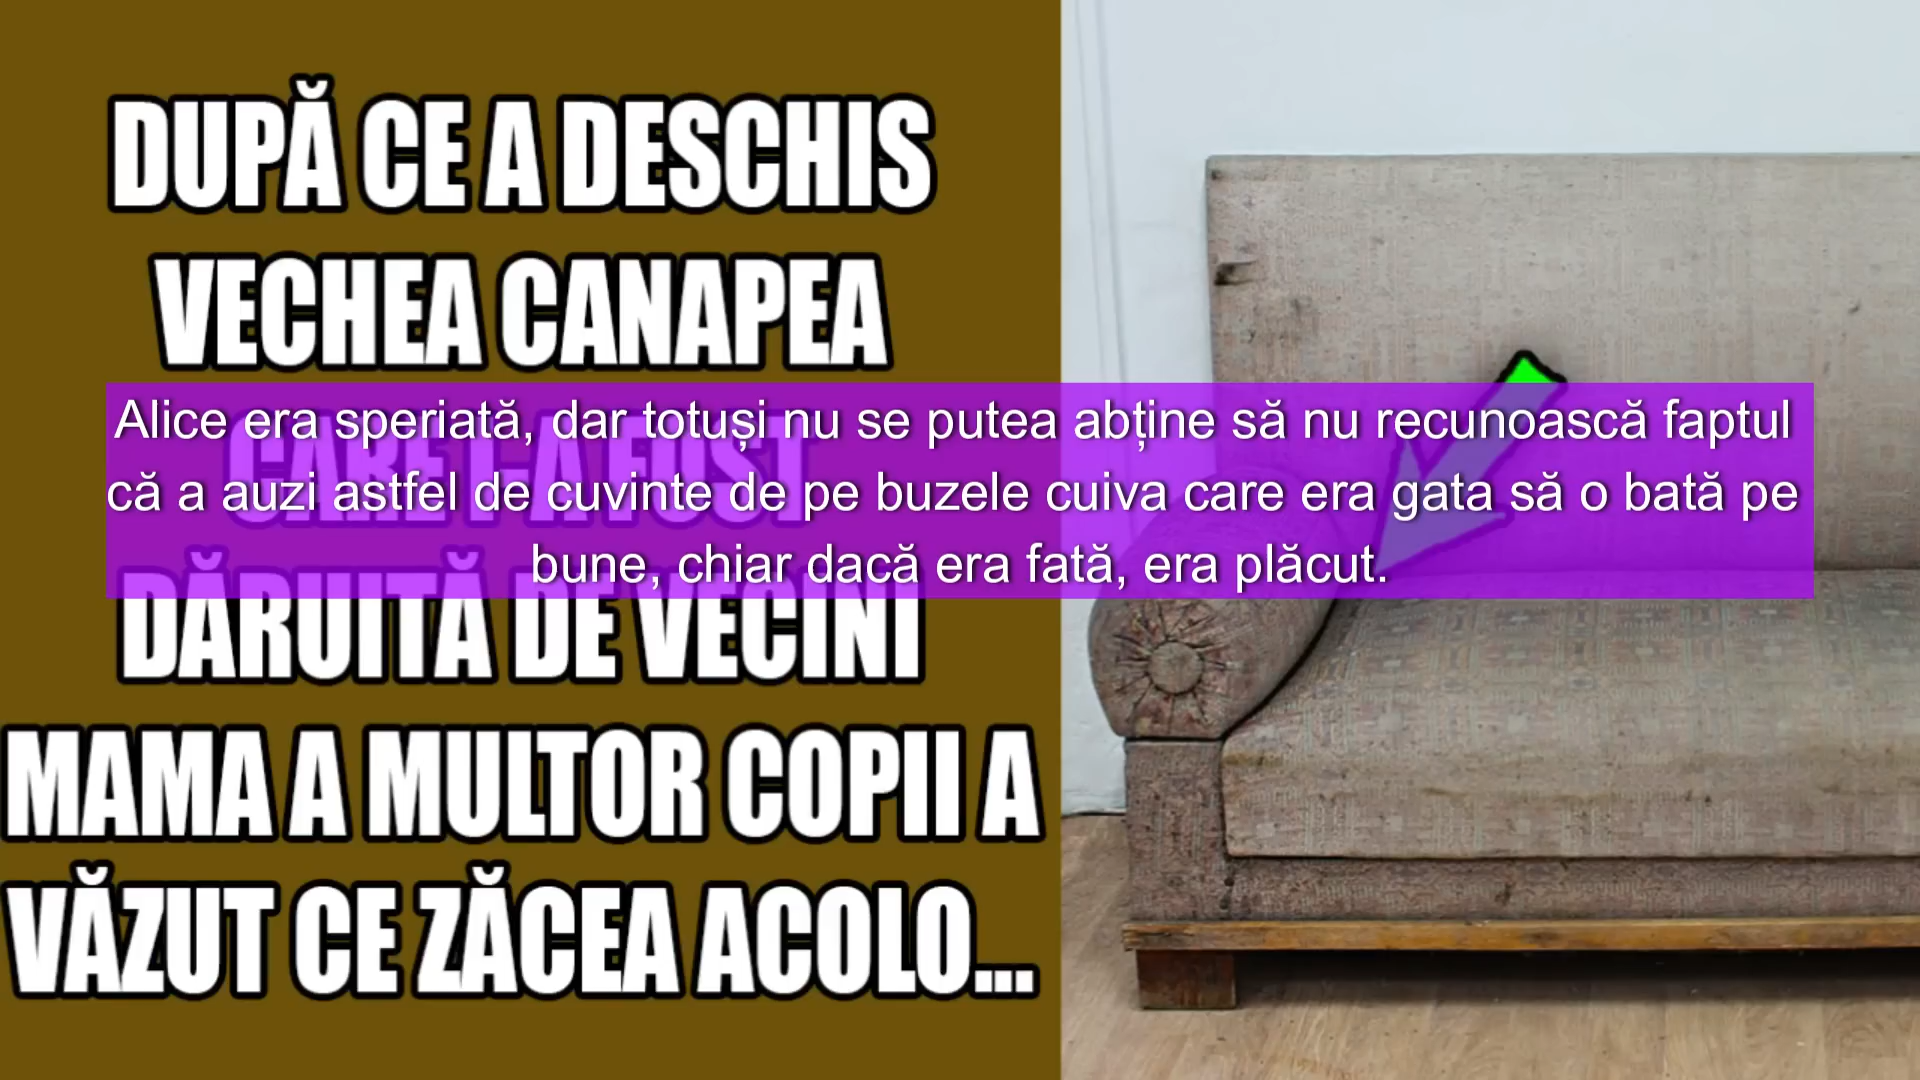 DUPĂ CE A DESCHIS
VECHEA CANAPEA
CARE I-A FOST
DĂRUITĂ DE VECINI
MAMA A MULTOR COPII A
VĂZUT CE ZĂCEA ACOLO...
Alice era speriată, dar totuși nu se putea abține să nu recunoască faptul
că a auzi astfel de cuvinte de pe buzele cuiva care era gata să o bată pe
bune, chiar dacă era fată, era plăcut.